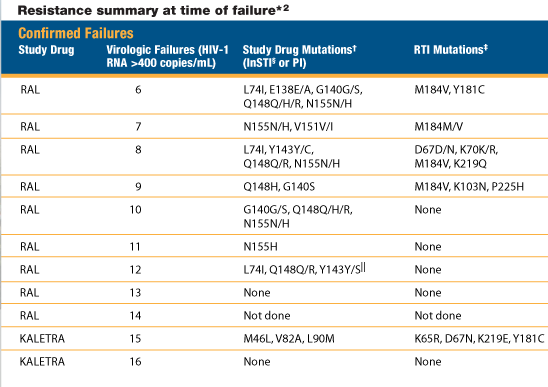 Resistance summary at time of failure*2
Confirmed Failures
Study Drug Virologic Failures (HIV-1 RNA >400 copies/mL) Study Drug Mutations† (InSTI§ or PI) RTI Mutations‡
RAL 6 L74I, E138E/A, G140G/S, Q148Q/H/R, N155N/H M184V, Y181C
RAL 7 N155N/H, V151V/I M184M/V
RAL 8 L74I, Y143Y/C, Q148Q/R, N155N/H D67D/N, K70K/R, M184V, K219Q
RAL 9 Q148H, G140S M184V, K103N, P225H
RAL 10 G140G/S, Q148Q/H/R, N155N/H None
RAL 11 N155H None
RAL 12 L74I, Q148Q/R, Y143Y/S|| None
RAL 13 None None
RAL 14 Not done Not done
KALETRA 15 M46L, V82A, L90M K65R, D67N, K219E, Y181C
KALETRA 16 None None